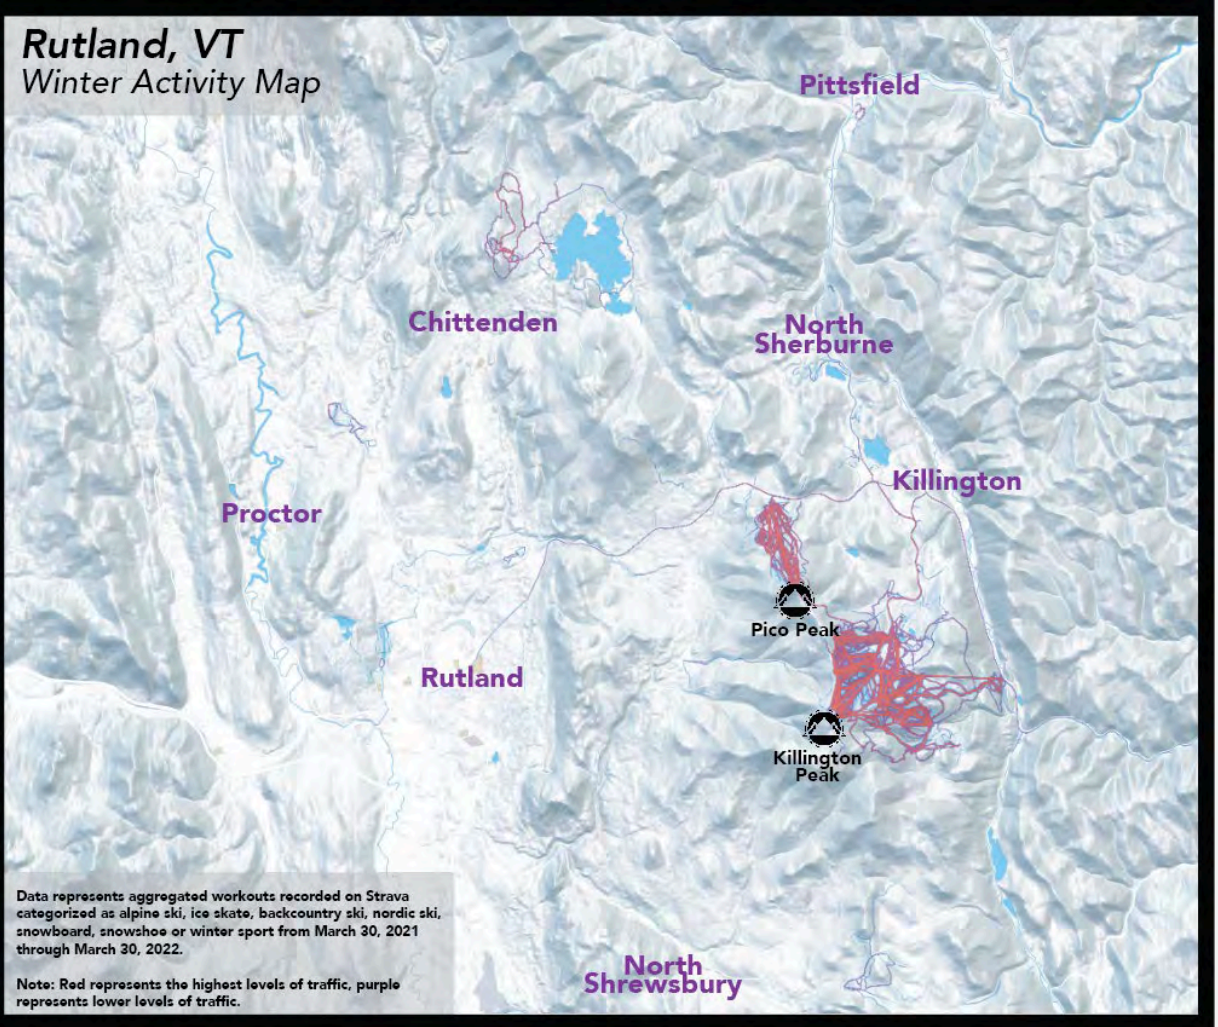 Rutland, VT
Winter Activity Map
Pittsfield
Chittenden
North
Sherburne
Killington
Proctor
Pico Peak
Rutland
Killington
Peak
Data represents aggregated workouts recorded on Strava
categorized as alpine ski, ice skate, backcountry ski, nordic ski,
snowboard, snowshoe or winter sport from March 30, 2021
through March 30, 2022.
Note: Red represents the highest levels of traffic, purple
represents lower levels of traffic.
North
Shrewsbury